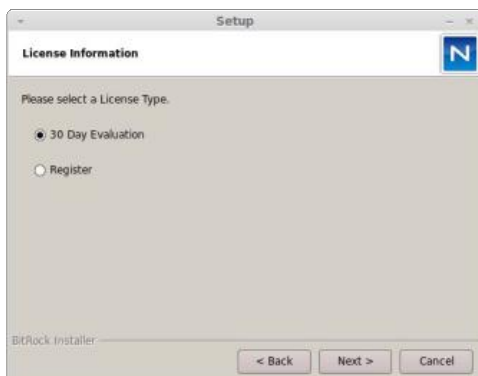 Setup
License Information
N
Please select a License Type.
30 Day Evaluation
Register
BitRock Installer
< Back Next > Cancel